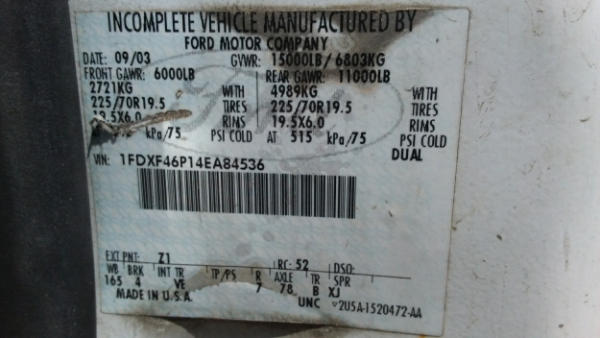 INCOMPLETE VEHICLE MANUFACTURED BY
FORD MOTOR COMPANY
DATE: 09/03 GVWR: 15000LB/ 6803KG
FRONT GAWR: 6000LB REAR GAWR: 11000LB
2721KG WITH 4989KG WITH
225/70R19.5 TIRES 225/70R19.5 TIRES
19.5X6.0 RIMS 19.5X6.0 RIMS
AT kPa/75 PSI COLD AT 515 kPa/75 PSI COLD
DUAL
VIN: 1FDXF46P14EA84536
EXT PNT: Z1 RC: 52 DSO:
WB BRK INT TR TP/PS R AXLE TR SPR
165 4 VE 7 78 B XJ
MADE IN U.S.A. UNC 2U5A-1520472-AA